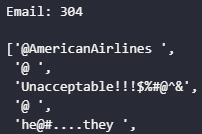 Email: 304
['@AmericanAirlines ',
'@ ',
'Unacceptable!!!$%#@^&',
'@ ',
'he@#....they ',